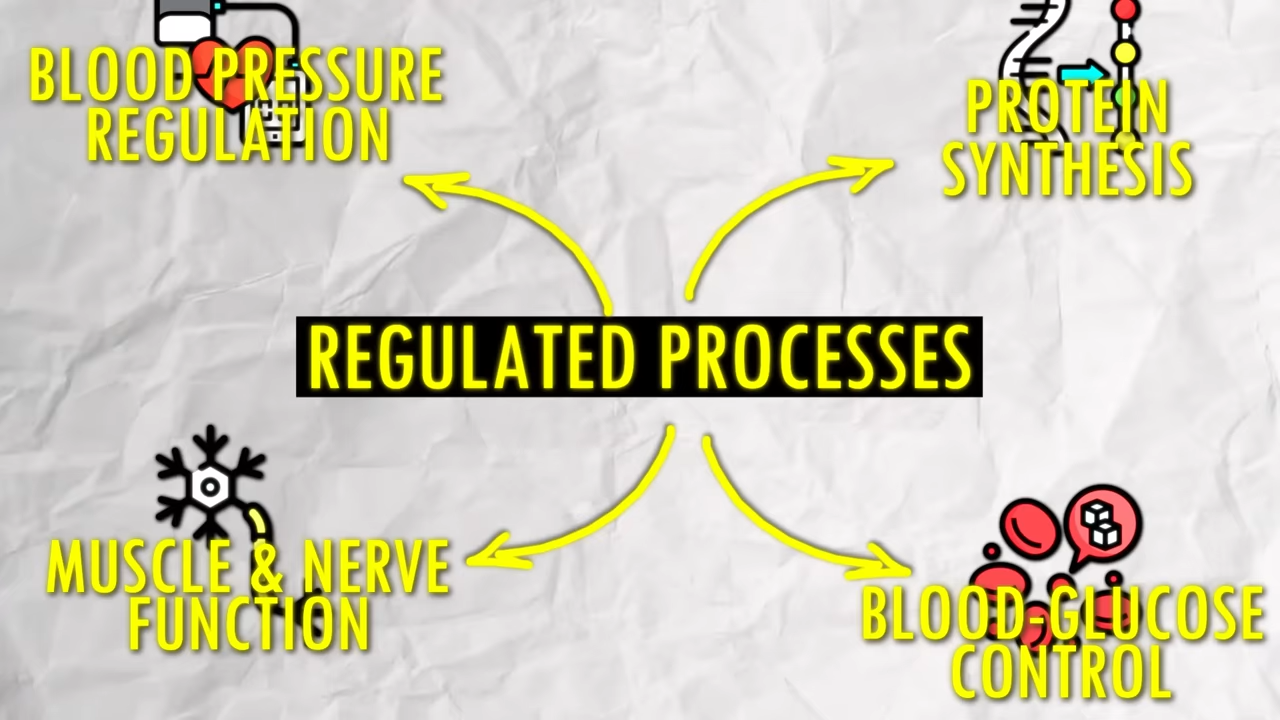 BLOOD PRESSURE
REGULATION
PROTEIN
SYNTHESIS
REGULATED PROCESSES
MUSCLE & NERVE
FUNCTION
BLOOD-GLUCOSE
CONTROL